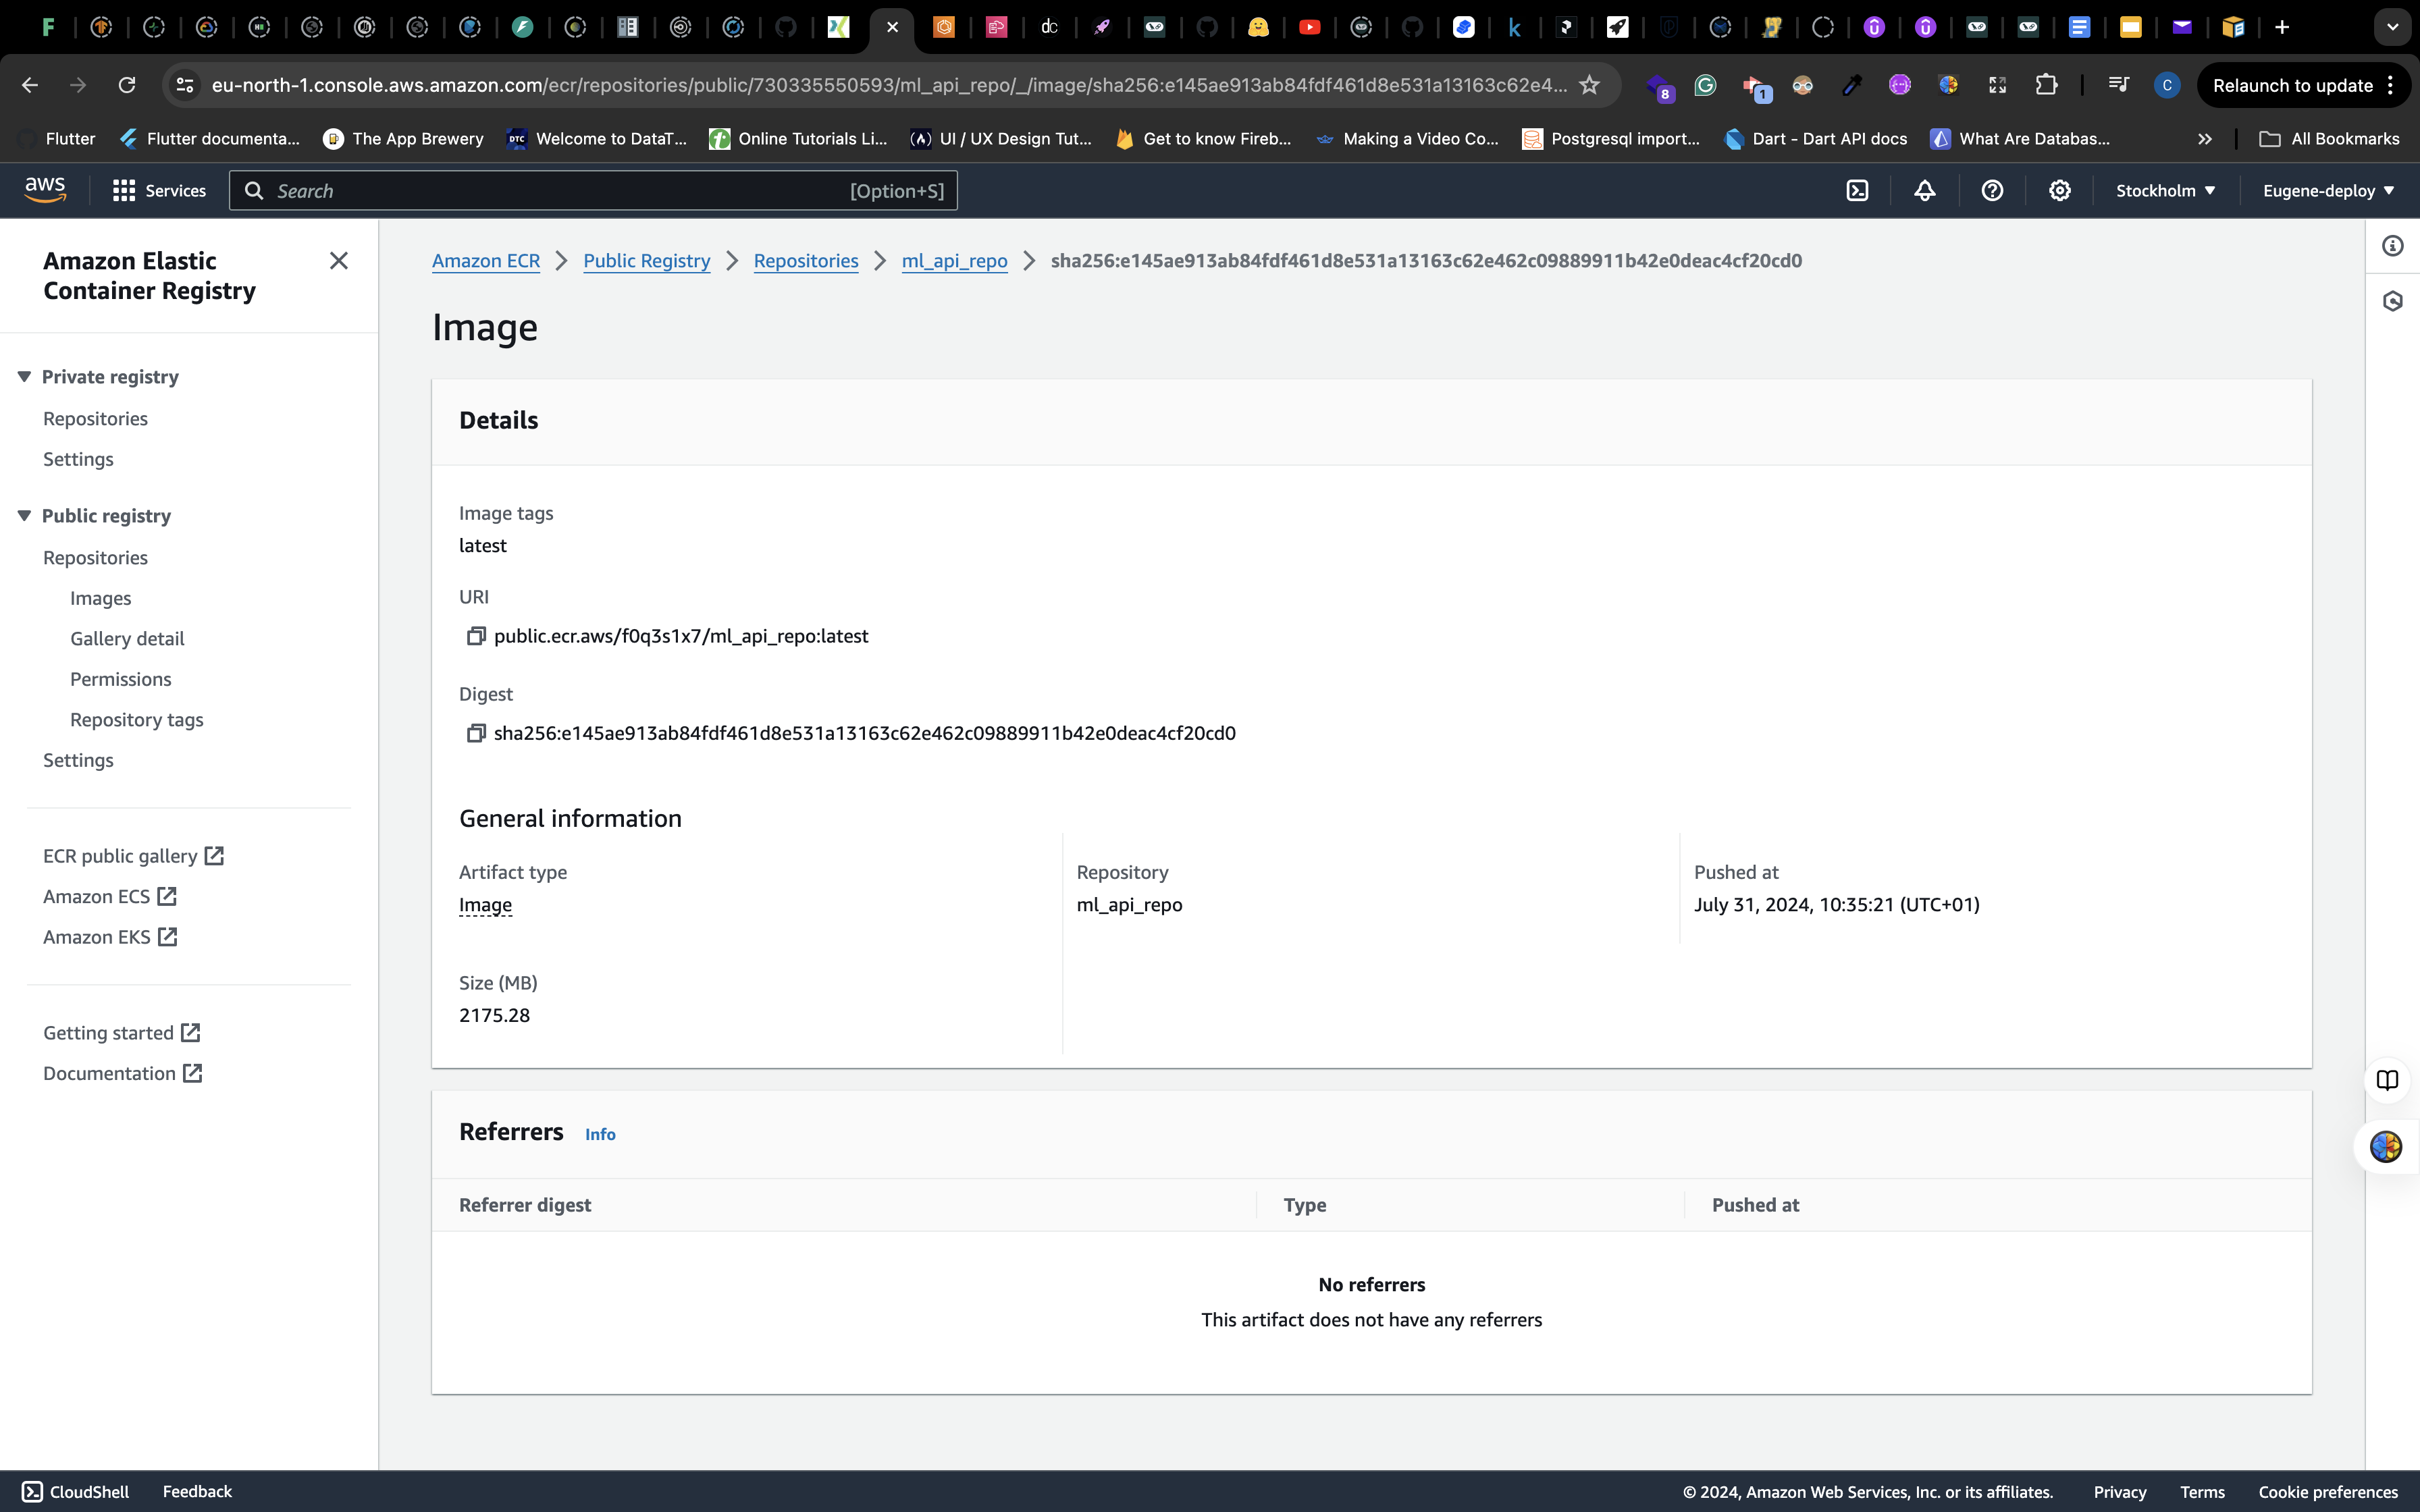 eu-north-1.console.aws.amazon.com/ecr/repositories/public/730335550593/ml_api_repo/_/image/sha256:e145ae913ab84fdf461d8e531a13163c62e4...
8
1
C
Relaunch to update
Flutter
Flutter documenta...
The App Brewery
DTC
Welcome to DataT...
Online Tutorials Li...
UI / UX Design Tut...
Get to know Fireb...
Making a Video Co...
Postgresql import...
Dart - Dart API docs
What Are Databas...
All Bookmarks
aws
Services
Search
[Option+S]
Stockholm
Eugene-deploy
Amazon Elastic
Container Registry
Private registry
Repositories
Settings
Public registry
Repositories
Images
Gallery detail
Permissions
Repository tags
Settings
ECR public gallery
Amazon ECS
Amazon EKS
Getting started
Documentation
Amazon ECR
Public Registry
Repositories
ml_api_repo
sha256:e145ae913ab84fdf461d8e531a13163c62e462c09889911b42e0deac4cf20cd0
Image
Details
Image tags
latest
URI
public.ecr.aws/f0q3s1x7/ml_api_repo:latest
Digest
sha256:e145ae913ab84fdf461d8e531a13163c62e462c09889911b42e0deac4cf20cd0
General information
Artifact type
Image
Repository
ml_api_repo
Pushed at
July 31, 2024, 10:35:21 (UTC+01)
Size (MB)
2175.28
Referrers
Info
Referrer digest
Type
Pushed at
No referrers
This artifact does not have any referrers
CloudShell
Feedback
© 2024, Amazon Web Services, Inc. or its affiliates.
Privacy
Terms
Cookie preferences